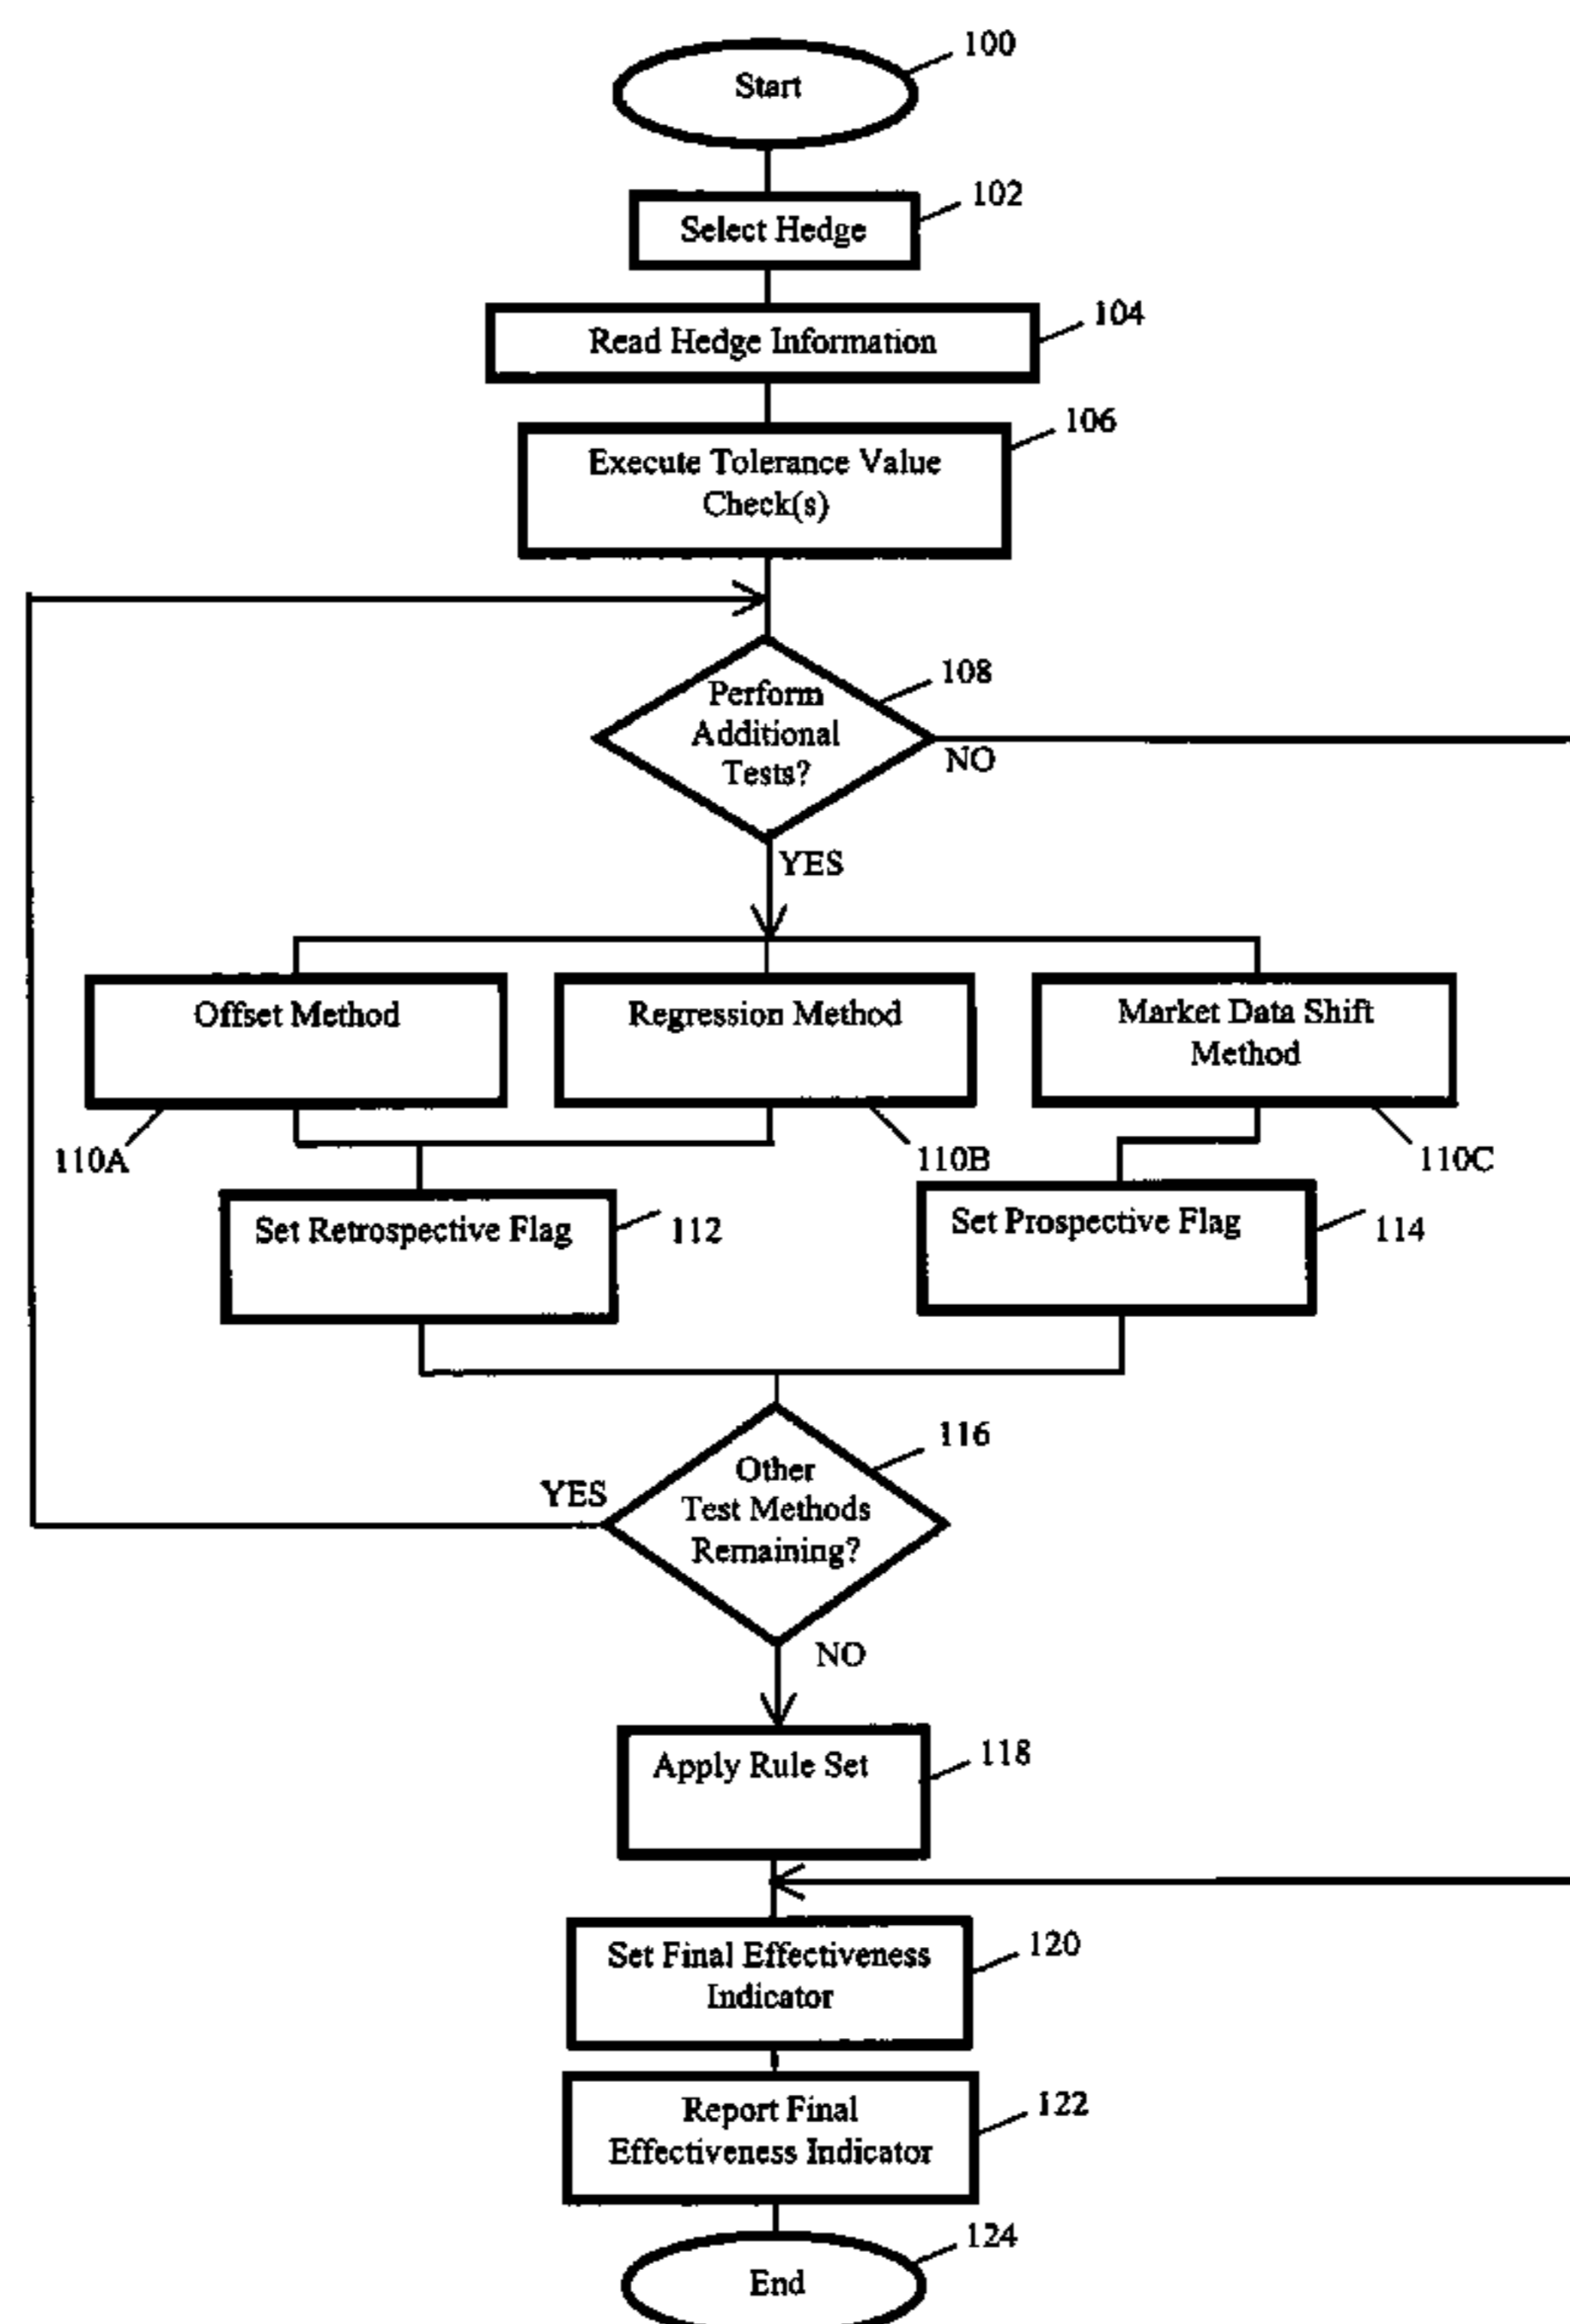 100
Start
102
Select Hedge
104
Read Hedge Information
106
Execute Tolerance Value
Check(s)
108
Perform
Additional
Tests?
NO
YES
Offset Method
Regression Method
Market Data Shift
Method
110A
110B
110C
Set Retrospective Flag
112
Set Prospective Flag
114
116
Other
Test Methods
Remaining?
YES
NO
Apply Rule Set
118
Set Final Effectiveness
Indicator
120
Report Final
Effectiveness Indicator
122
124
End